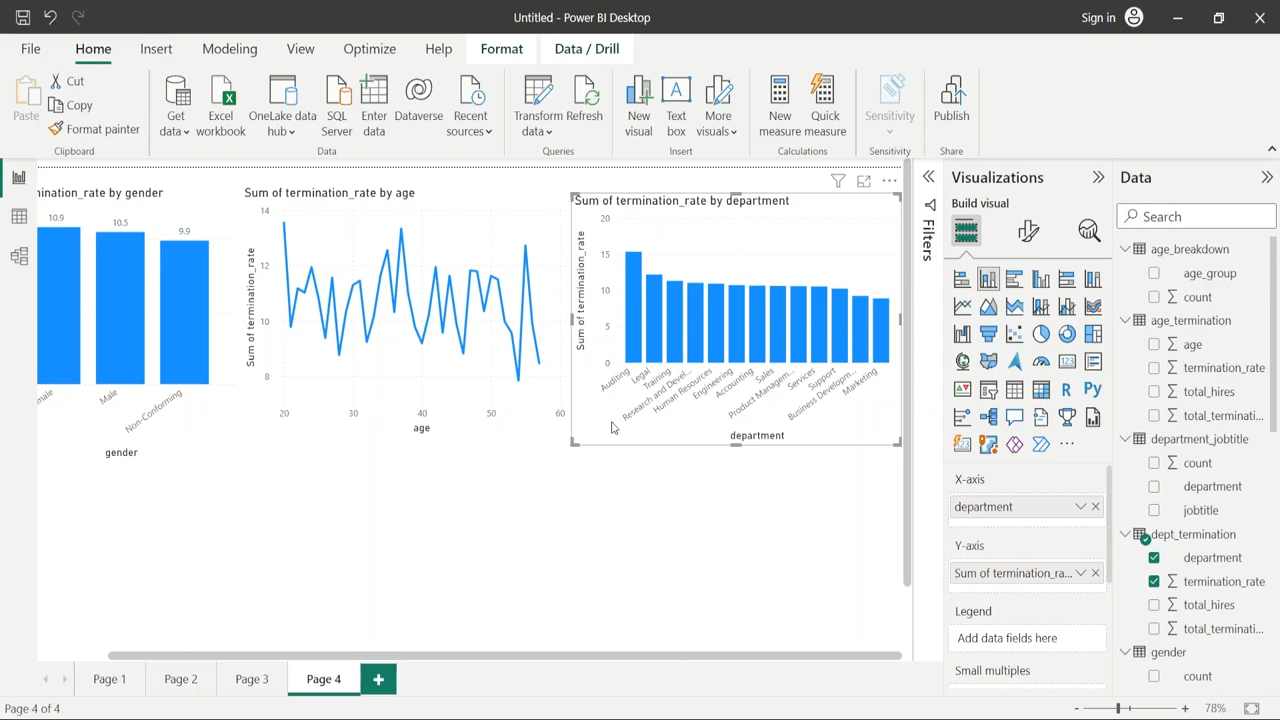 Untitled - Power BI Desktop
Sign in
File
Home
Insert
Modeling
View
Optimize
Help
Format
Data / Drill
Paste
Cut
Copy
Format painter
Clipboard
Get data
Excel workbook
OneLake data hub
SQL Server
Enter data
Dataverse
Recent sources
Data
Transform data
Refresh
Queries
New visual
Text box
More visuals
Insert
New measure
Quick measure
Calculations
Sensitivity
Sensitivity
Publish
Share
mination_rate by gender
10.9
10.5
9.9
male
Male
Non-Conforming
gender
Sum of termination_rate by age
Sum of termination_rate
14
12
10
8
20
30
40
50
60
age
Sum of termination_rate by department
Sum of termination_rate
20
15
10
5
0
Auditing
Legal
Training
Research and Devel...
Human Resources
Engineering
Accounting
Sales
Product Managem...
Services
Support
Business Developm...
Marketing
department
Filters
Visualizations
Build visual
R
Py
123
X-axis
department
Y-axis
Sum of termination_ra...
Legend
Add data fields here
Small multiples
Data
Search
age_breakdown
age_group
count
age_termination
age
termination_rate
total_hires
total_terminati...
department_jobtitle
count
department
jobtitle
dept_termination
department
termination_rate
total_hires
total_terminati...
gender
count
Page 1
Page 2
Page 3
Page 4
Page 4 of 4
78%